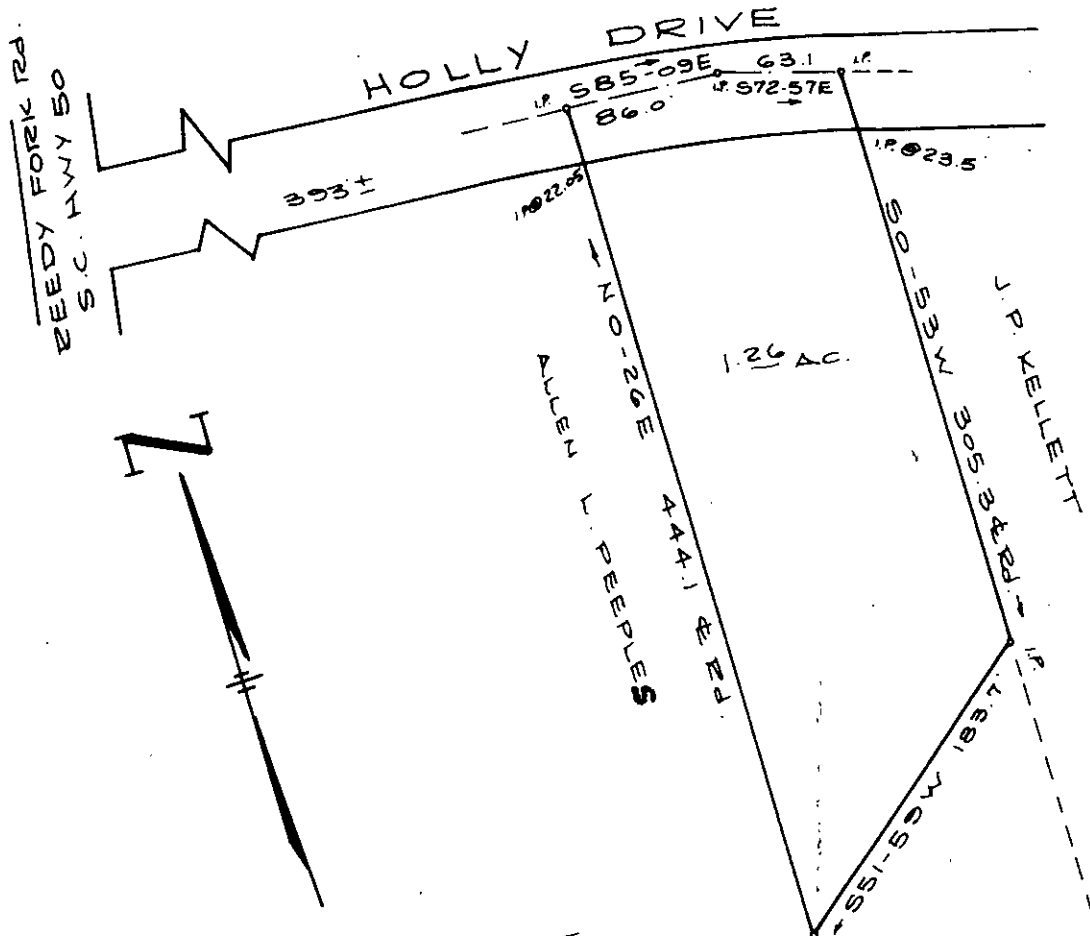 REEDY FORK Rd.
S.C. HWY 50
HOLLY DRIVE
I.P. S85-09E
86.0
63.1 I.P.
I.P. S72-57E
393 ±
I.P.@22.05
I.P.@23.5
N0-26E 444.1 ℄ Rd.
S0-53W 305.3 ℄ Rd.
I.P.
1.26 AC.
ALLEN L. PEEPLES
J. P. KELLETT
S51-59W 183.7
N